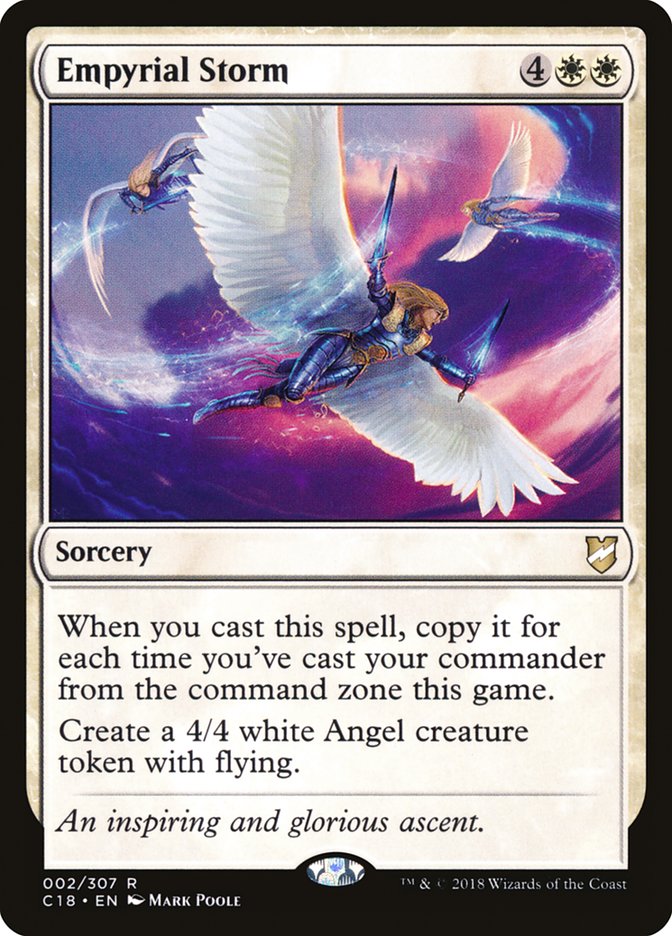 Empyrial Storm 4
Sorcery
When you cast this spell, copy it for
each time you've cast your commander
from the command zone this game.
Create a 4/4 white Angel creature
token with flying.
An inspiring and glorious ascent.
002/307 R
C18 • EN Mark Poole
™ & © 2018 Wizards of the Coast